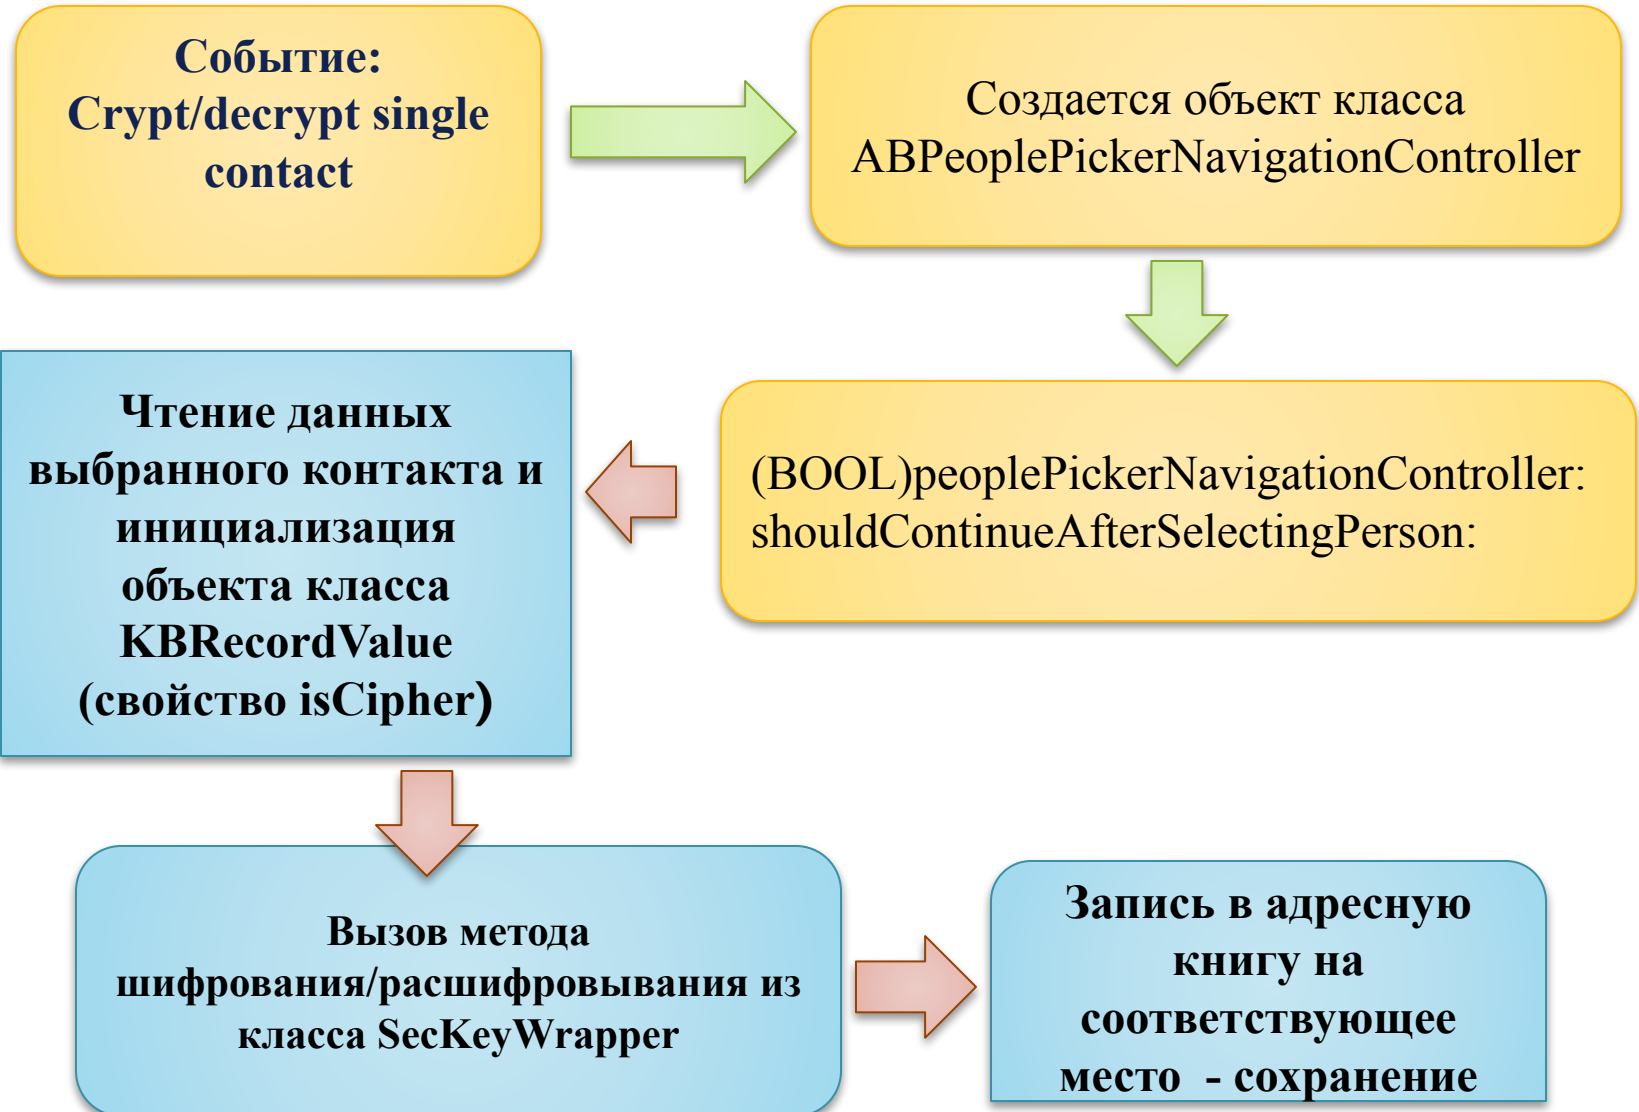 Событие:
Crypt/decrypt single
contact
Создается объект класса
ABPeoplePickerNavigationController
(BOOL)peoplePickerNavigationController:
shouldContinueAfterSelectingPerson:
Чтение данных
выбранного контакта и
инициализация
объекта класса
KBRecordValue
(свойство isCipher)
Вызов метода
шифрования/расшифровывания из
класса SecKeyWrapper
Запись в адресную
книгу на
соответствующее
место - сохранение